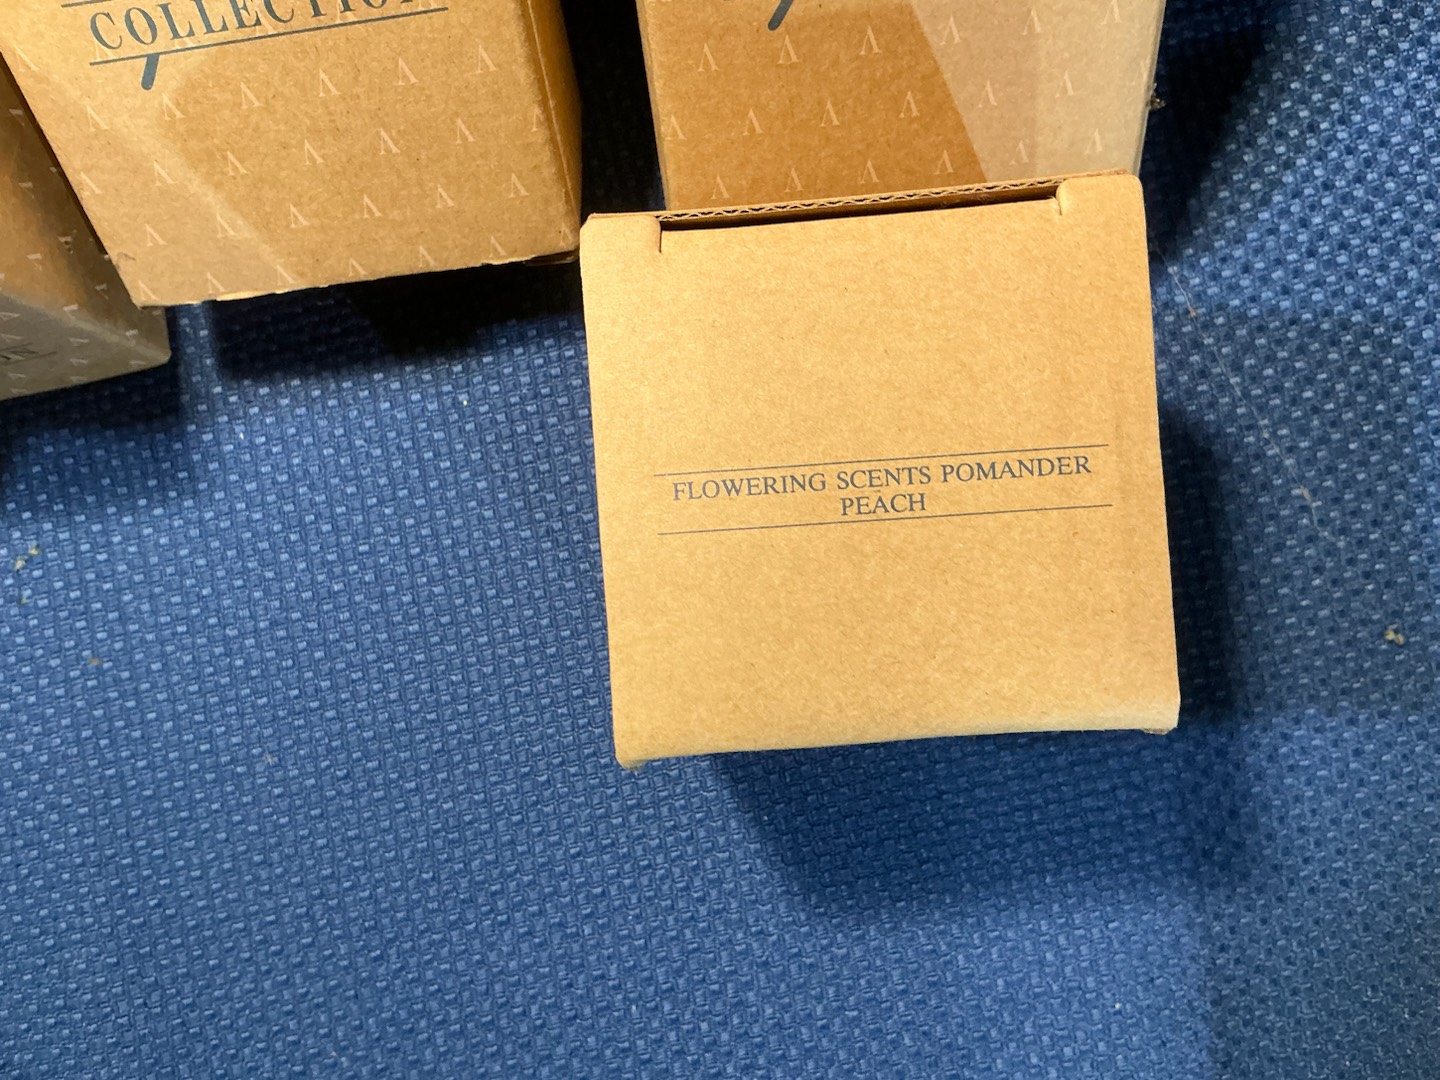 COLLECTION
FLOWERING SCENTS POMANDER
PEACH